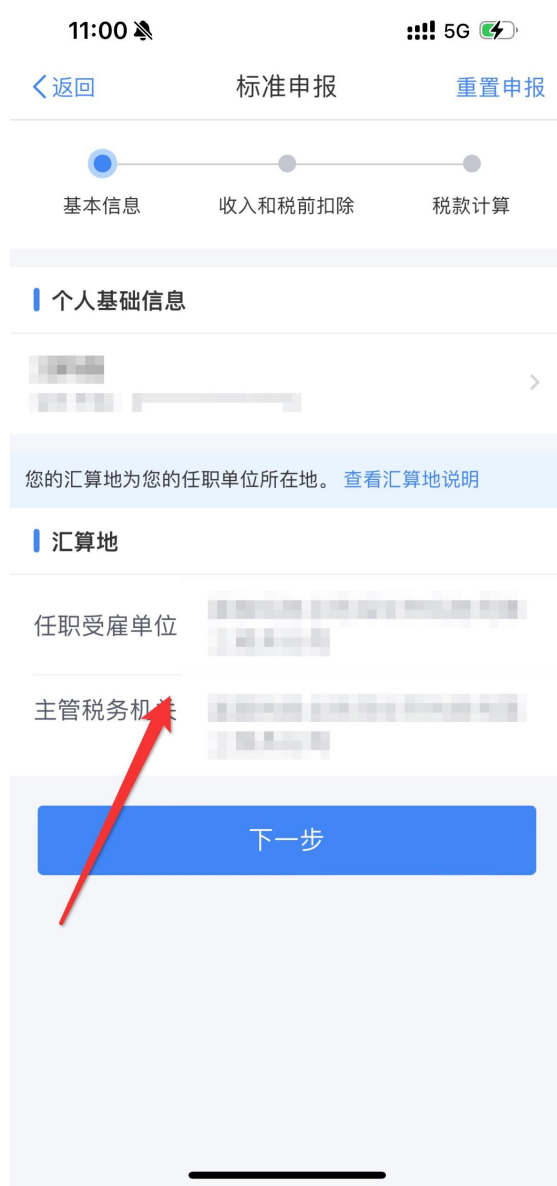 11:00
5G
返回
标准申报
重置申报
基本信息
收入和税前扣除
税款计算
个人基础信息
您的汇算地为您的任职单位所在地。 查看汇算地说明
汇算地
任职受雇单位
主管税务机关
下一步